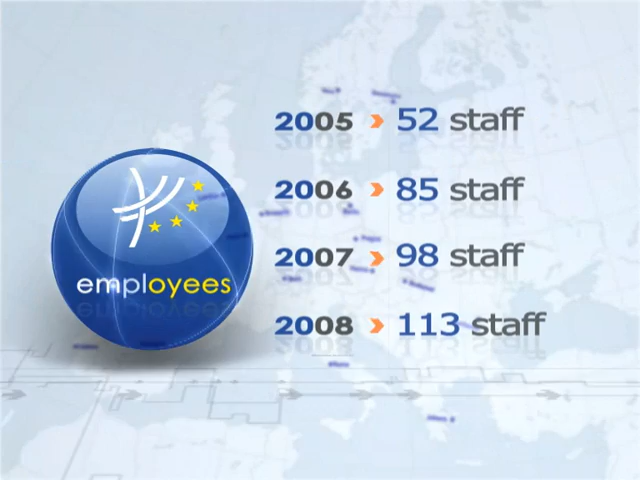 2005 52 staff
2006 85 staff
2007 98 staff
2008 113 staff
employees